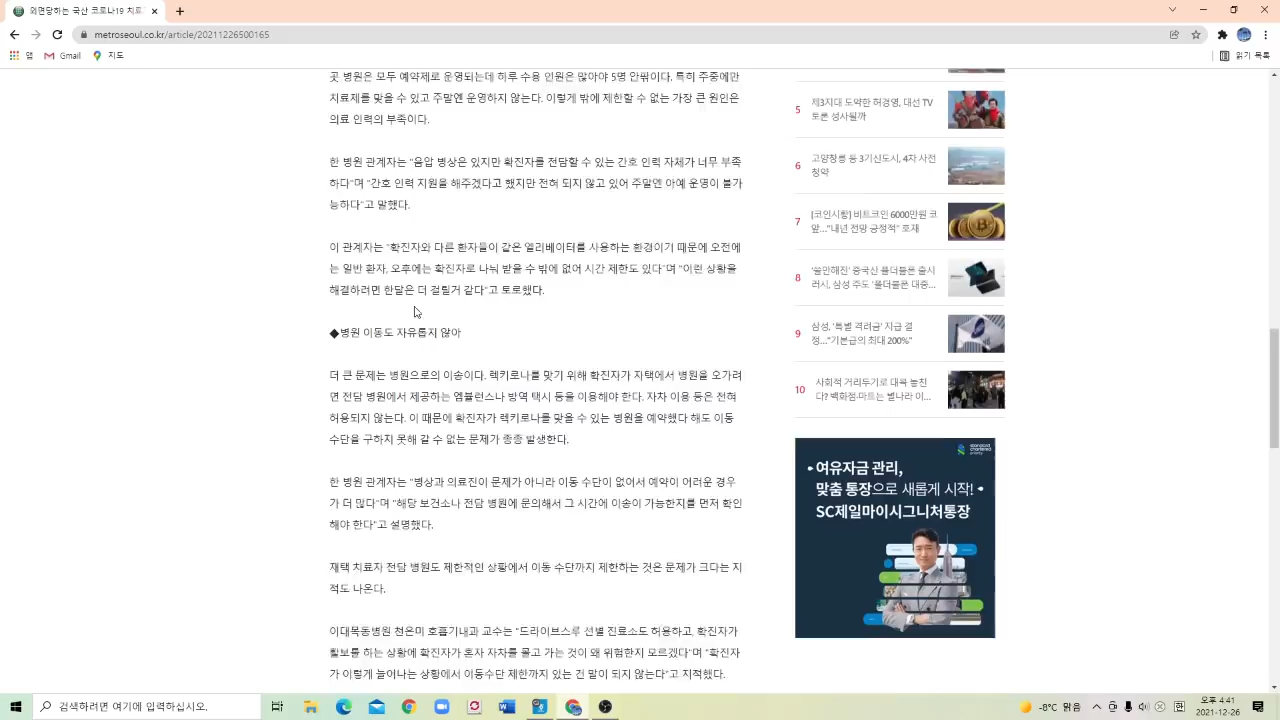 외면당하는 국산 코로나19 치료
metroseoul.co.kr/article/20211226500165
앱
Gmail
지도
읽기 목록
곳 병원은 모두 예약제로 운영되는데 하루 수용 인원은 많아야 5명 안팎이다. 특히 주중에만
치료제를 맞을 수 있고 주말엔 운영하지 않는다. 이렇게 밖에 제한할 수 없는 가장 큰 원인은
의료 인력의 부족이다.
한 병원 관계자는 "음압 병상은 있지만 확진자를 전담할 수 있는 간호 인력 자체가 너무 부족
하다"며 "간호 인력 지원을 해주겠다고 했지만 전혀 되지 않고 있어 주말엔 아예 운영이 불가
능하다"고 말했다.
이 관계자는 "확진자와 다른 환자들이 같은 엘리베이터를 사용하는 환경이기 때문에 오전에
는 일반 환자, 오후에는 확진자로 나눠 받을 수 밖에 없어 시간 제한도 있다"며 "이런 상황을
해결하려면 한달은 더 걸릴거 같다"고 토로했다.
◆병원 이동도 자유롭지 않아
더 큰 문제는 병원으로의 이송이다. 렉키로나를 맞기 위해 확진자가 자택에서 병원을 오가려
면 전담 병원에서 제공하는 앰뷸런스나 방역 택시 등을 이용해야 한다. 자차 이용 등은 전혀
허용되지 않는다. 이 때문에 확진자가 렉키로나를 맞을 수 있는 병원을 예약했다 해도 이동
수단을 구하지 못해 갈 수 없는 문제가 종종 발생한다.
한 병원 관계자는 "병상과 의료진이 문제가 아니라 이동 수단이 없어서 예약이 어려운 경우
가 더 많다"며 "해당 보건소나 전담 병원에 문의해서 그 시간에 이송이 가능한지를 먼저 확인
해야 한다"고 설명했다.
재택 치료자 전담 병원도 제한적인 상황에서 이동 수단까지 제한하는 것은 문제가 크다는 지
적도 나온다.
이대목동병원 천은미 호흡기내과 교수는 "드라이브스루 선별 진료소도 허용하고, 확진자가
활보를 하는 상황에 확진자가 혼자 자차를 몰고 가는 것이 왜 위험한지 모르겠다"며 "확진자
가 이렇게 늘어나는 상황에서 이동수단 제한까지 있는 건 말이 되지 않는다"고 지적했다.
5 제3지대 도약한 허경영, 대선 TV
토론 성사될까
6 고양창릉 등 3기신도시, 4차 사전
청약
7 [코인시황] 비트코인 6000만원 코
앞..."내년 전망 긍정적" 호재
8 '불안해진' 중국산 폴더블폰 출시
러시, 삼성 주도 '폴더블폰 대중...
9 삼성, '특별 격려금' 지급 결
정..."기본급의 최대 200%"
10 사회적 거리두기로 대목 놓친
다? 백화점·마트는 별나라 이...
standard
chartered
여유자금 관리,
맞춤 통장으로 새롭게 시작!
SC제일마이시그니처통장
검색하려면 여기에 입력하십시오.
-8°C 맑음
오후 4:41
2021-12-26